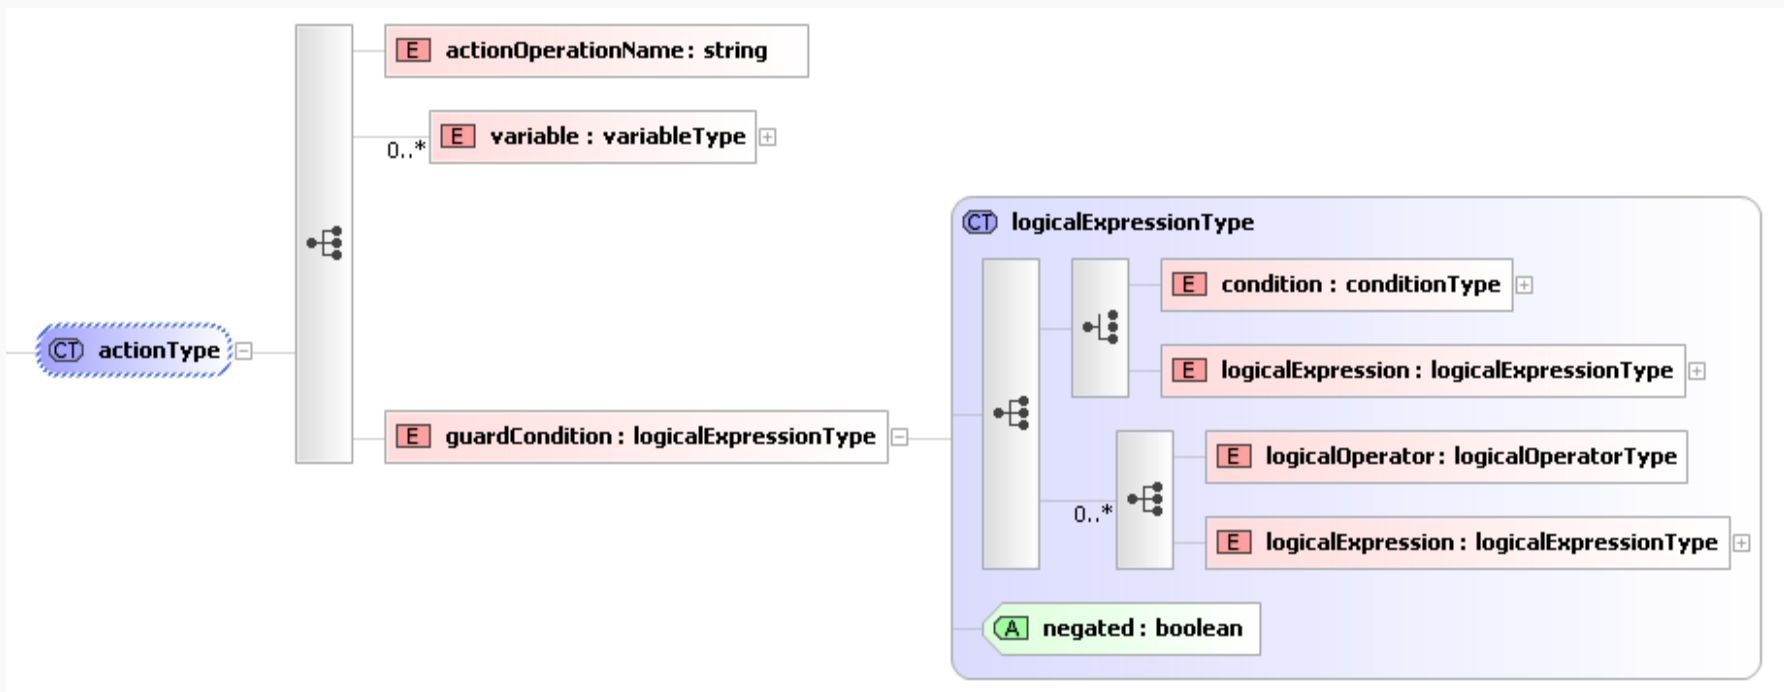 E actionOperationName : string
E variable : variableType
0..*
CT logicalExpressionType
E condition : conditionType
CT actionType
E logicalExpression : logicalExpressionType
E guardCondition : logicalExpressionType
E logicalOperator : logicalOperatorType
0..*
E logicalExpression : logicalExpressionType
A negated : boolean